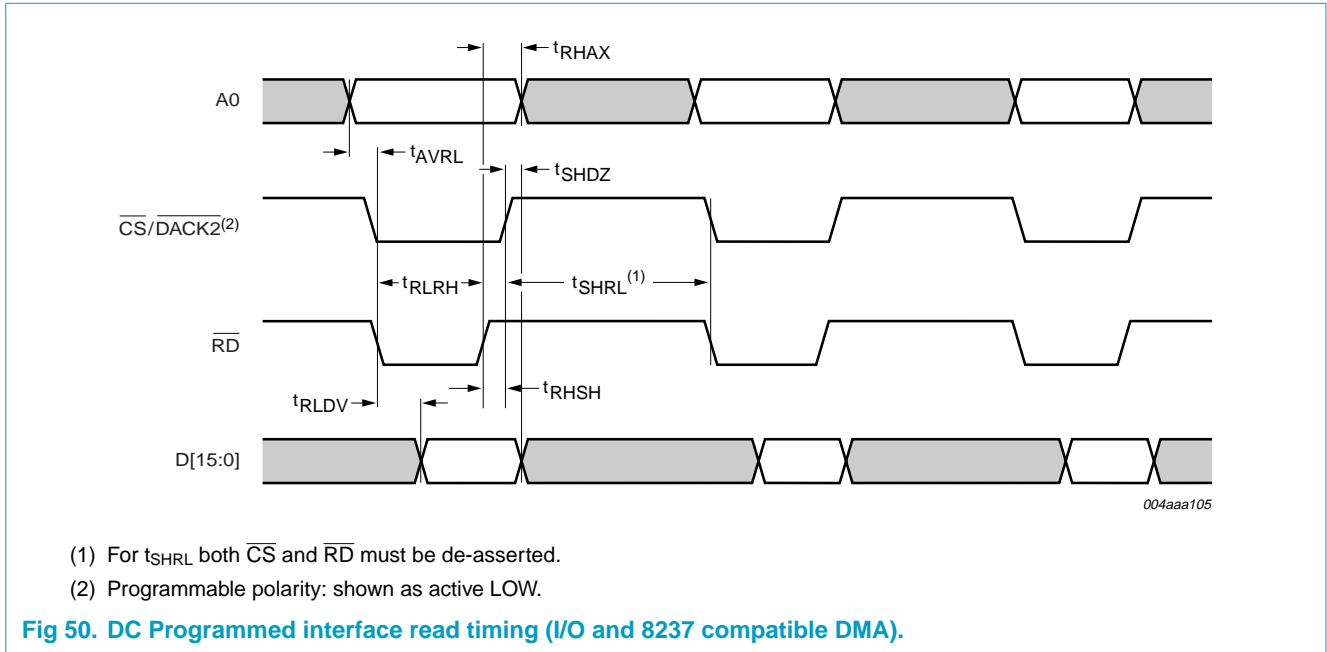 tRHAX
A0
tAVRL
tSHDZ
CS/DACK2(2)
tRLRH
tSHRL(1)
RD
tRHSH
tRLDV
D[15:0]
004aaa105
(1) For tSHRL both CS and RD must be de-asserted.
(2) Programmable polarity: shown as active LOW.
Fig 50. DC Programmed interface read timing (I/O and 8237 compatible DMA).